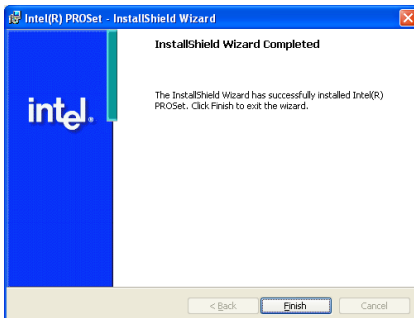 Intel(R) PROSet - InstallShield Wizard
InstallShield Wizard Completed
The InstallShield Wizard has successfully installed Intel(R)
PROSet. Click Finish to exit the wizard.
intel.
< Back
Finish
Cancel